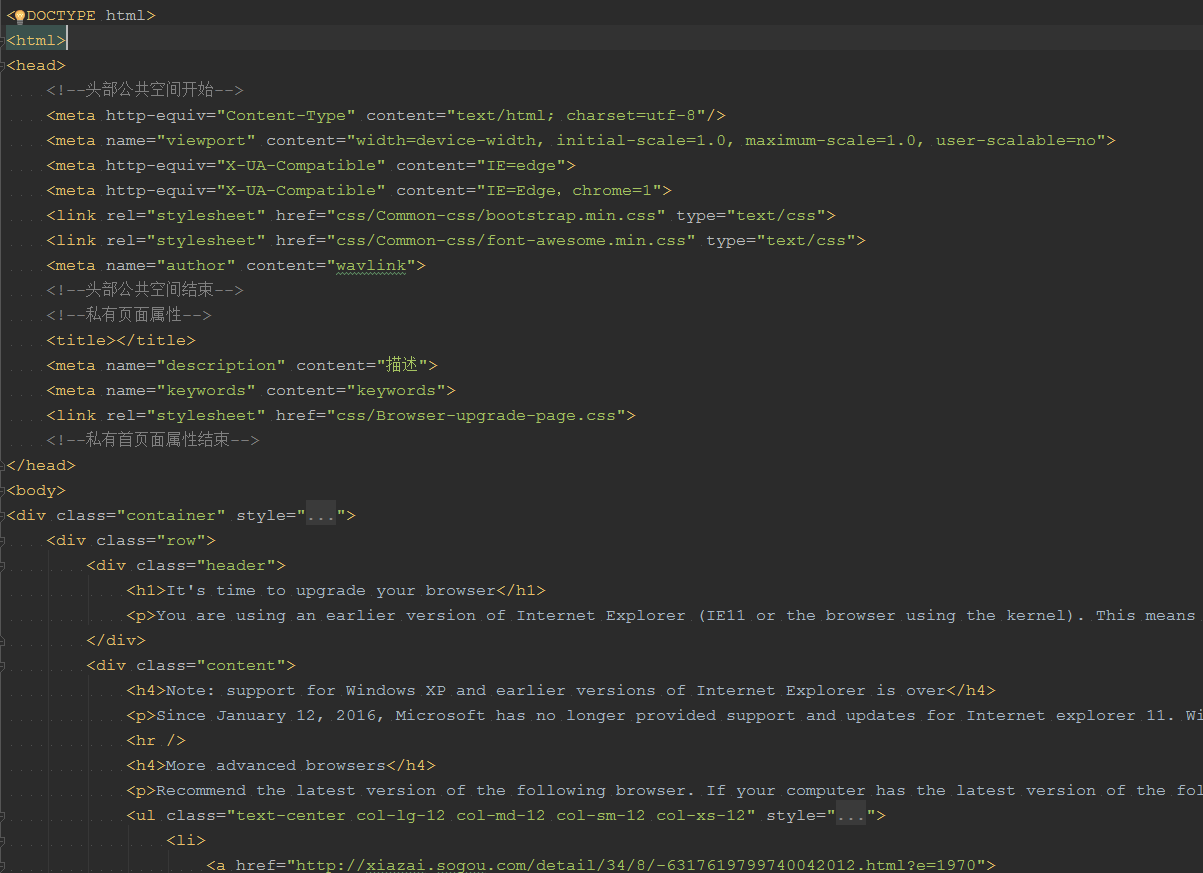 <!DOCTYPE html>
<html>
<head>
<!--头部公共空间开始-->
<meta http-equiv="Content-Type" content="text/html; charset=utf-8"/>
<meta name="viewport" content="width=device-width, initial-scale=1.0, maximum-scale=1.0, user-scalable=no">
<meta http-equiv="X-UA-Compatible" content="IE=edge">
<meta http-equiv="X-UA-Compatible" content="IE=Edge，chrome=1">
<link rel="stylesheet" href="css/Common-css/bootstrap.min.css" type="text/css">
<link rel="stylesheet" href="css/Common-css/font-awesome.min.css" type="text/css">
<meta name="author" content="wavlink">
<!--头部公共空间结束-->
<!--私有页面属性-->
<title></title>
<meta name="description" content="描述">
<meta name="keywords" content="keywords">
<link rel="stylesheet" href="css/Browser-upgrade-page.css">
<!--私有首页面属性结束-->
</head>
<body>
<div class="container" style="...">
<div class="row">
<div class="header">
<h1>It's time to upgrade your browser</h1>
<p>You are using an earlier version of Internet Explorer (IE11 or the browser using the kernel). This means
</div>
<div class="content">
<h4>Note: support for Windows XP and earlier versions of Internet Explorer is over</h4>
<p>Since January 12, 2016, Microsoft has no longer provided support and updates for Internet explorer 11. Wi
<hr />
<h4>More advanced browsers</h4>
<p>Recommend the latest version of the following browser. If your computer has the latest version of the fol
<ul class="text-center col-lg-12 col-md-12 col-sm-12 col-xs-12" style="...">
<li>
<a href="http://xiazai.sogou.com/detail/34/8/-6317619799740042012.html?e=1970">